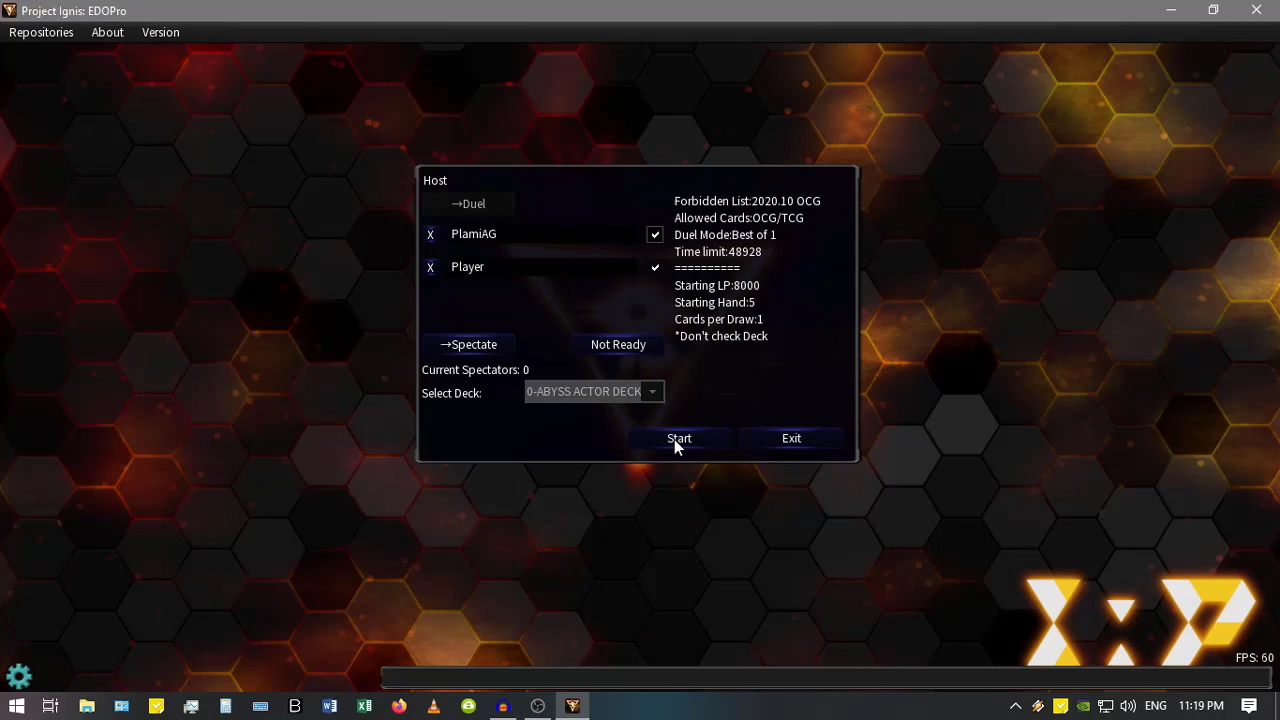 Project Ignis: EDOPro
Repositories About Version
Host
→Duel
X PlamiAG
X Player
→Spectate Not Ready
Current Spectators: 0
Select Deck: 0-ABYSS ACTOR DECK
Forbidden List:2020.10 OCG
Allowed Cards:OCG/TCG
Duel Mode:Best of 1
Time limit:48928
==========
Starting LP:8000
Starting Hand:5
Cards per Draw:1
*Don't check Deck
Start Exit
X:P
FPS: 60
ENG 11:19 PM